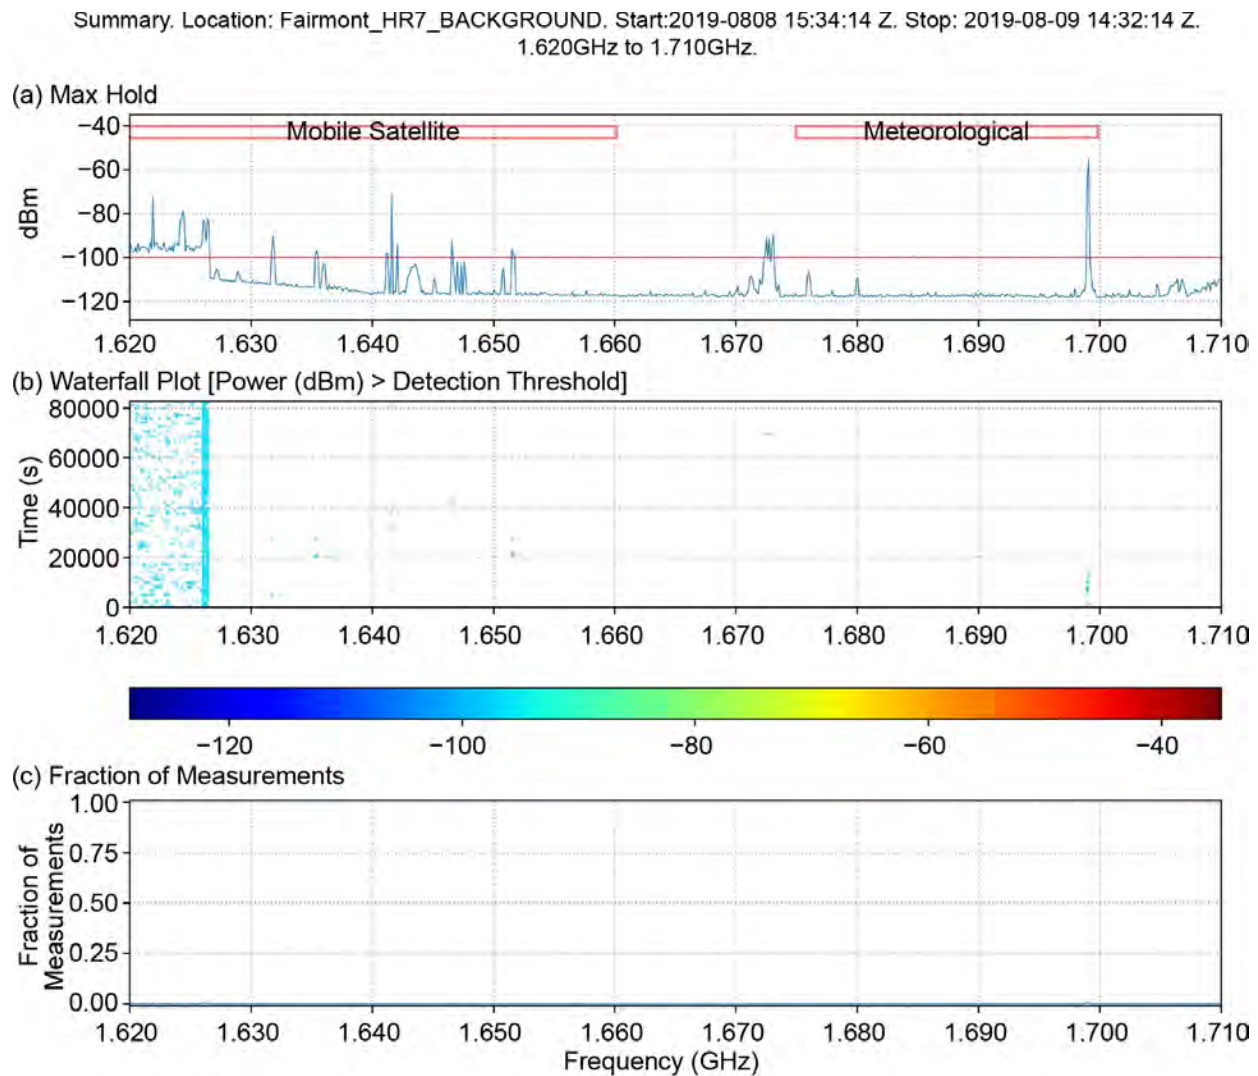 Summary. Location: Fairmont_HR7_BACKGROUND. Start:2019-0808 15:34:14 Z. Stop: 2019-08-09 14:32:14 Z.
1.620GHz to 1.710GHz.
(a) Max Hold
Mobile Satellite
Meteorological
dBm
−40
−60
−80
−100
−120
1.620 1.630 1.640 1.650 1.660 1.670 1.680 1.690 1.700 1.710
(b) Waterfall Plot [Power (dBm) > Detection Threshold]
Time (s)
80000
60000
40000
20000
0
1.620 1.630 1.640 1.650 1.660 1.670 1.680 1.690 1.700 1.710
−120 −100 −80 −60 −40
(c) Fraction of Measurements
Fraction of
Measurements
1.00
0.75
0.50
0.25
0.00
1.620 1.630 1.640 1.650 1.660 1.670 1.680 1.690 1.700 1.710
Frequency (GHz)